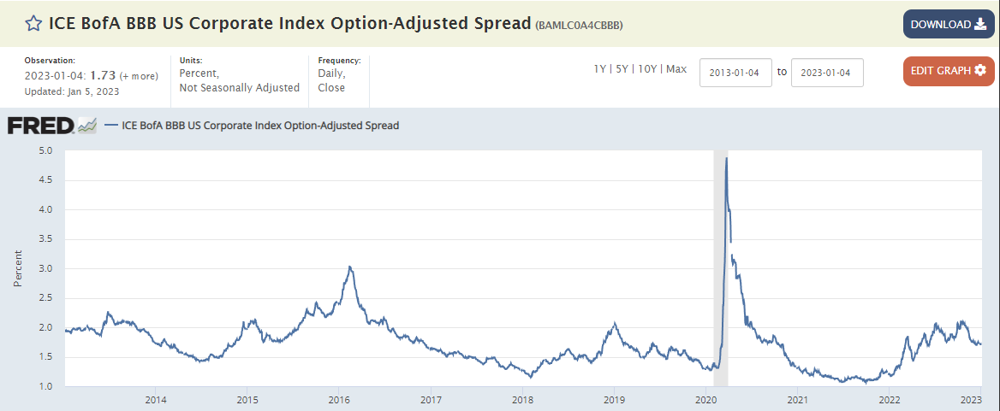 ICE BofA BBB US Corporate Index Option-Adjusted Spread (BAMLC0A4CBBB)
DOWNLOAD
Observation:
2023-01-04: 1.73 (+ more)
Updated: Jan 5, 2023
Units:
Percent,
Not Seasonally Adjusted
Frequency:
Daily,
Close
1Y | 5Y | 10Y | Max
2013-01-04 to 2023-01-04
EDIT GRAPH
FRED
ICE BofA BBB US Corporate Index Option-Adjusted Spread
Percent
5.0
4.5
4.0
3.5
3.0
2.5
2.0
1.5
1.0
2014 2015 2016 2017 2018 2019 2020 2021 2022 2023